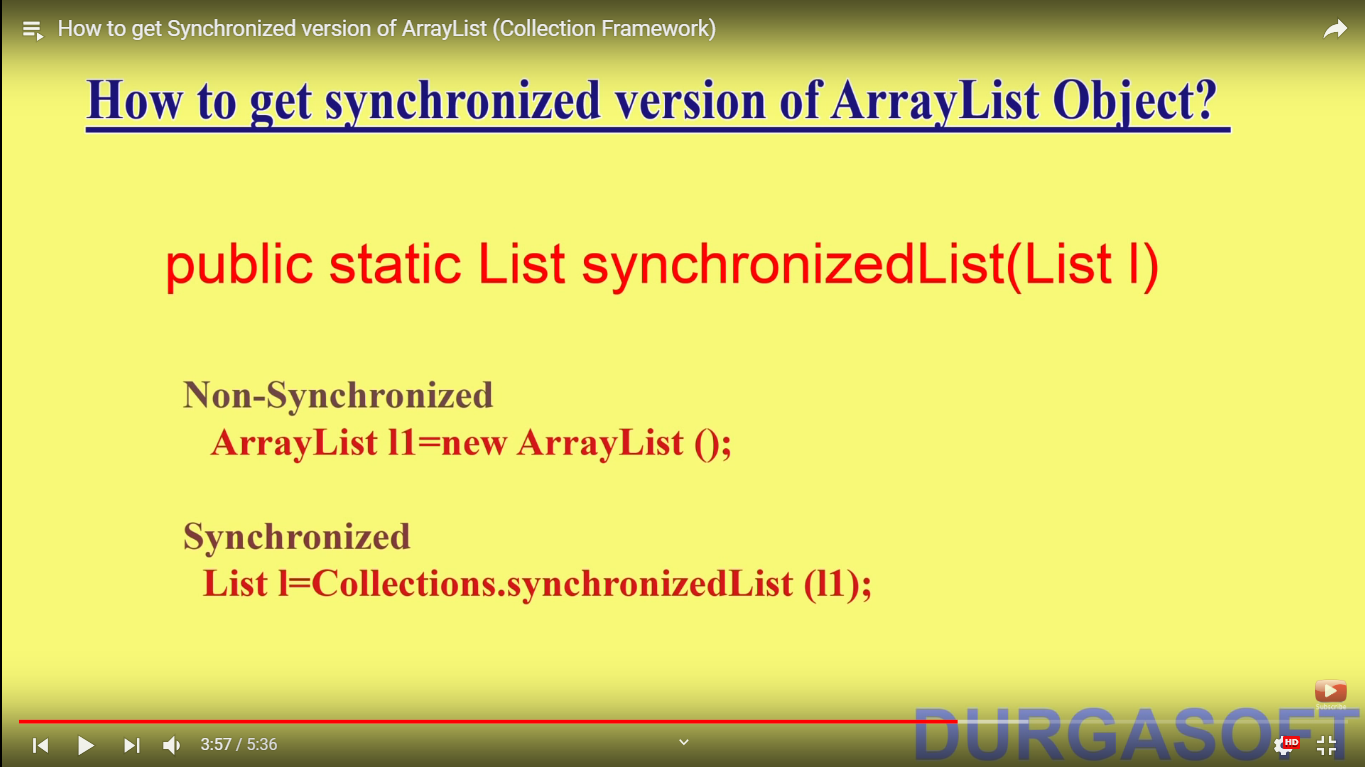 How to get Synchronized version of ArrayList (Collection Framework)
How to get synchronized version of ArrayList Object?
public static List synchronizedList(List l)
Non-Synchronized
ArrayList l1=new ArrayList ();
Synchronized
List l=Collections.synchronizedList (l1);
Subscribe
DURGASOFT
3:57 / 5:36
HD